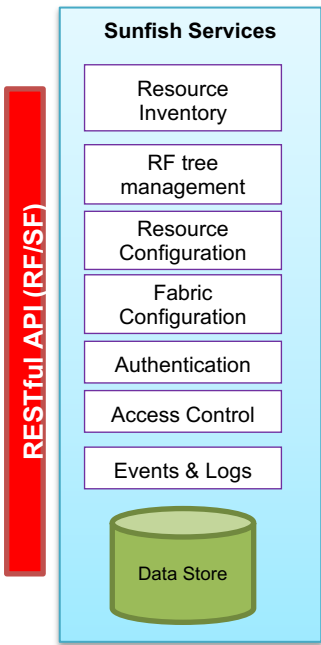 Sunfish Services
RESTful API (RF/SF)
Resource
Inventory
RF tree
management
Resource
Configuration
Fabric
Configuration
Authentication
Access Control
Events & Logs
Data Store